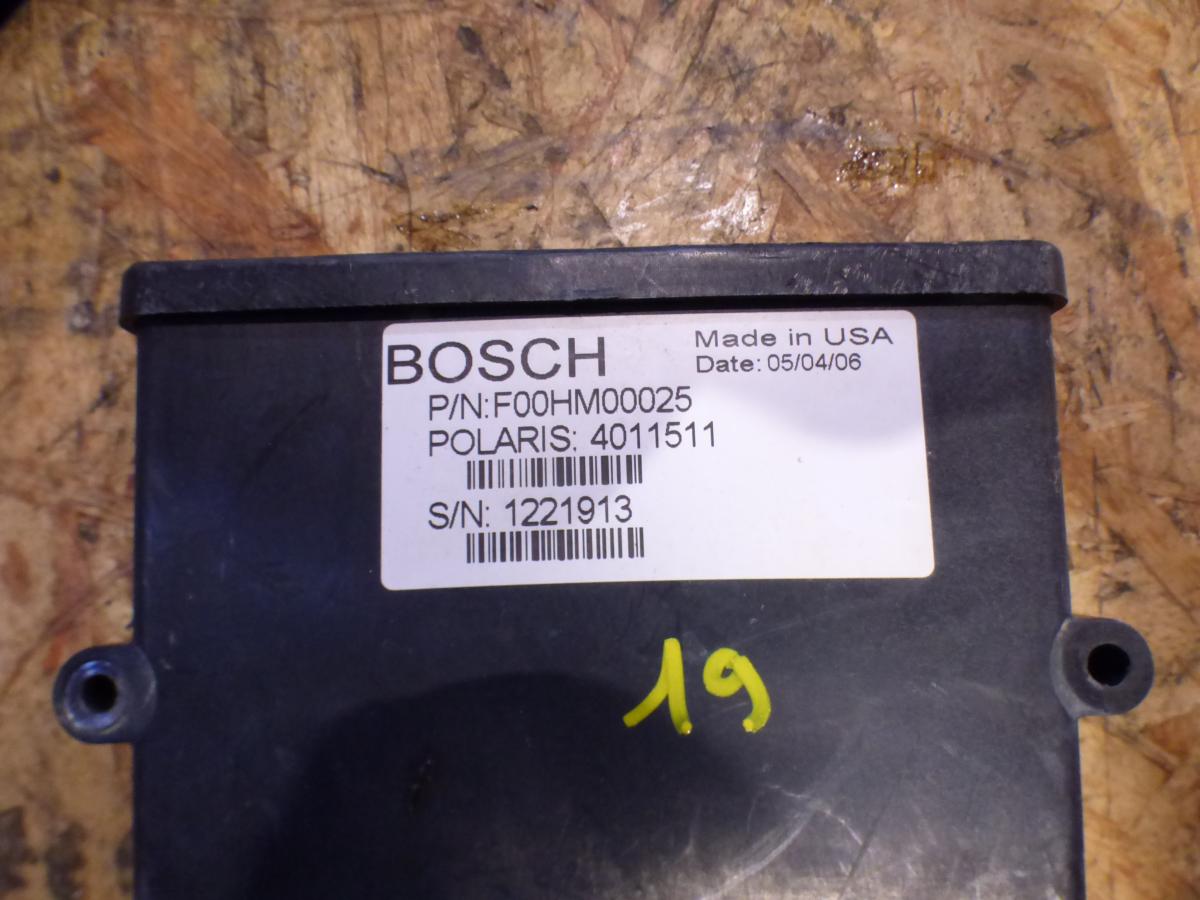 BOSCH
Made in USA
Date: 05/04/06
P/N:F00HM00025
POLARIS: 4011511
S/N: 1221913
19